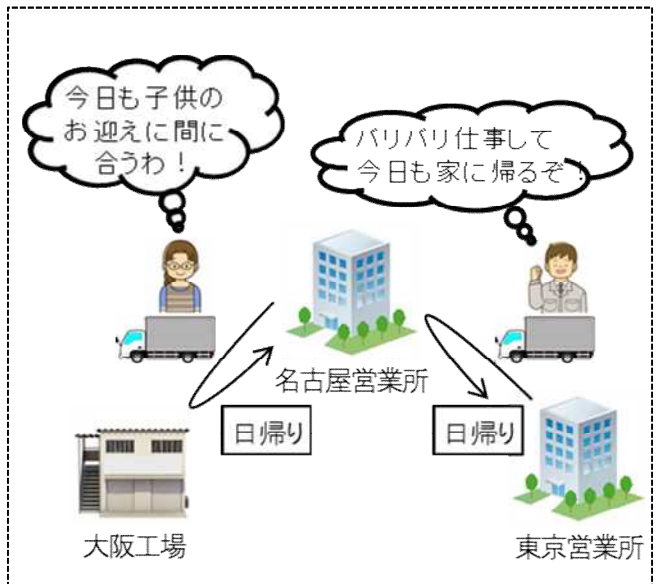 今日も子供の
お迎えに間に
合うわ！
バリバリ仕事して
今日も家に帰るぞ！
名古屋営業所
日帰り
日帰り
大阪工場
東京営業所